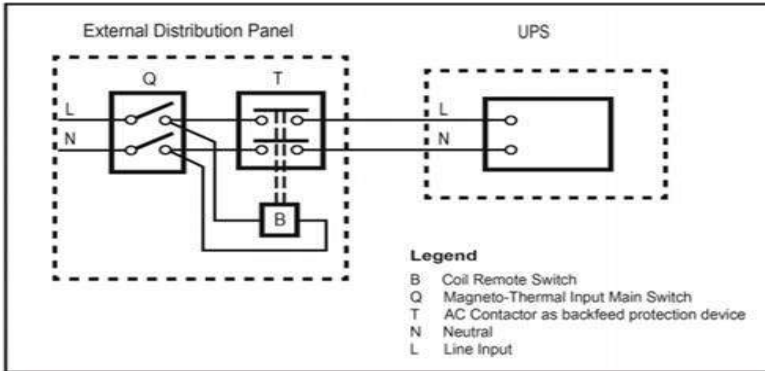 External Distribution Panel
UPS
Q
T
L
L
N
N
B
Legend
B Coil Remote Switch
Q Magneto-Thermal Input Main Switch
T AC Contactor as backfeed protection device
N Neutral
L Line Input